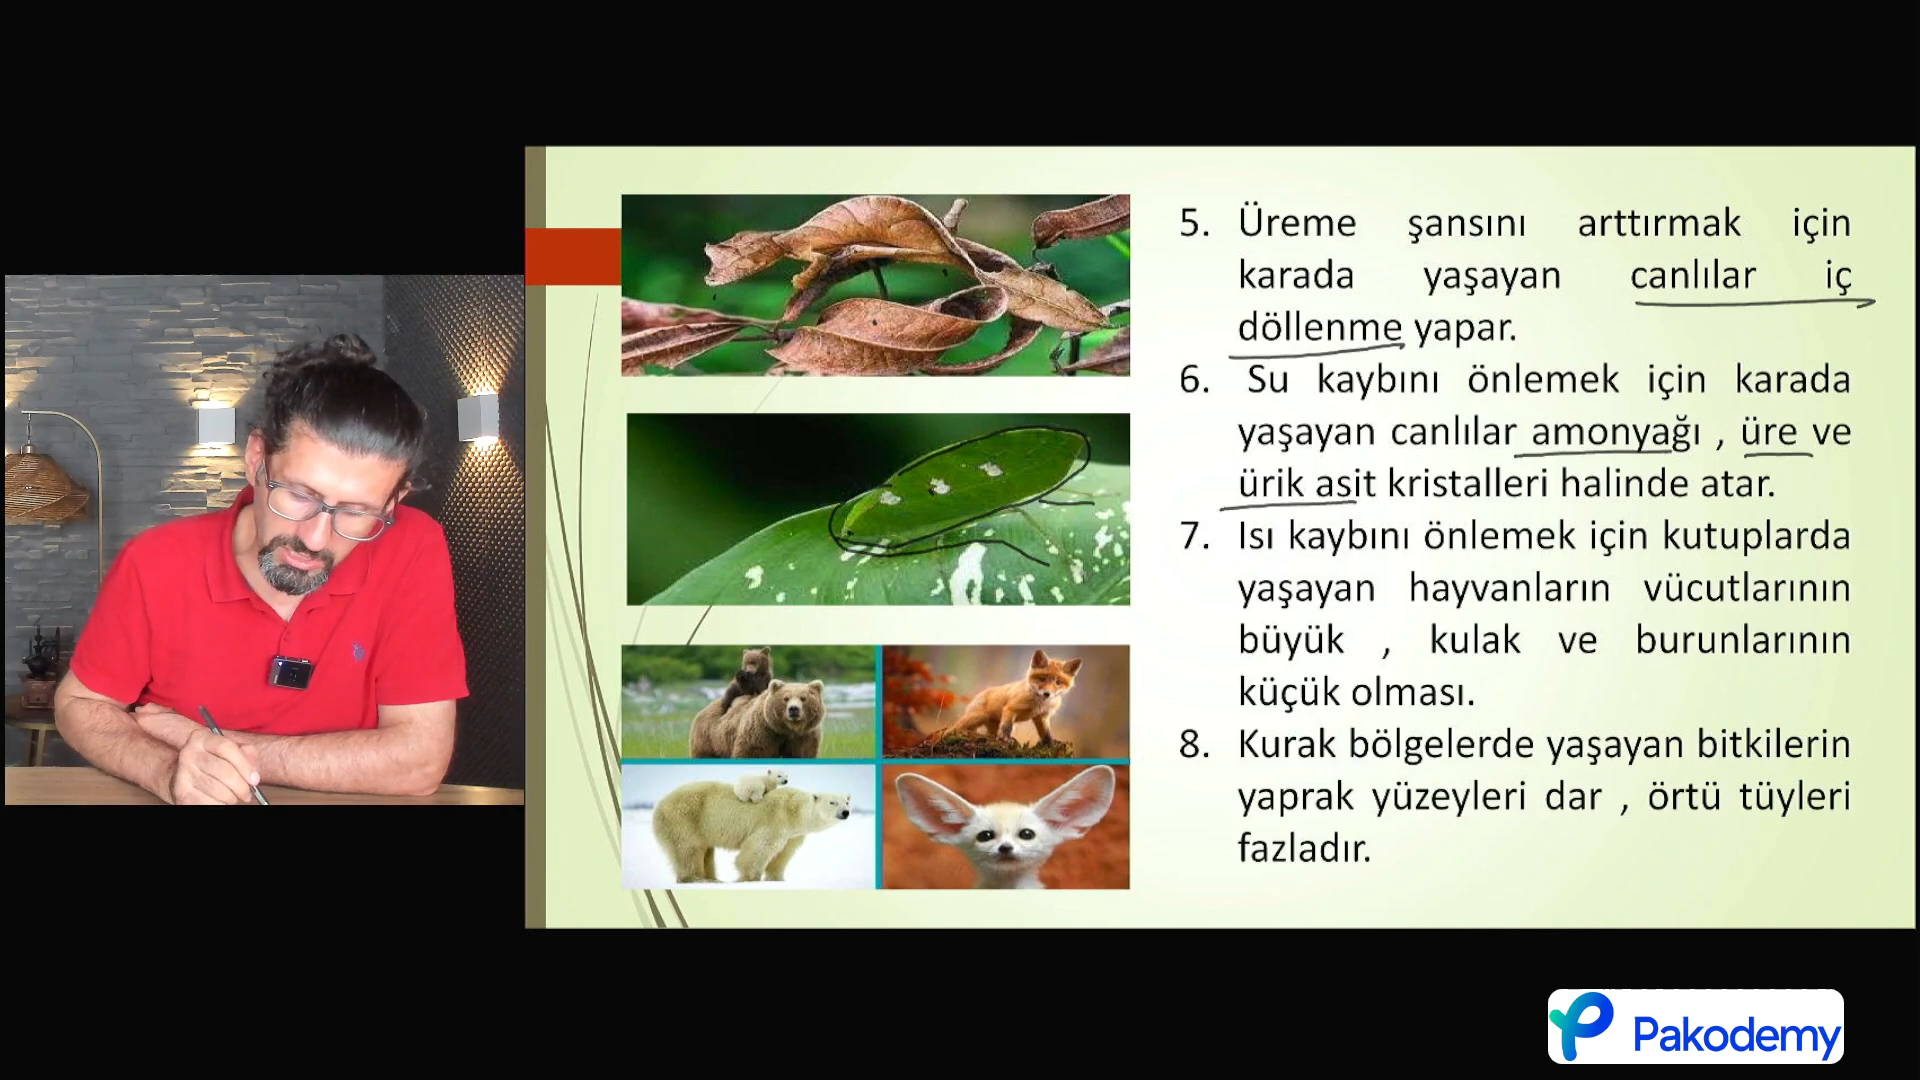 5. Üreme şansını arttırmak için
karada yaşayan canlılar iç
döllenme yapar.
6. Su kaybını önlemek için karada
yaşayan canlılar amonyağı , üre ve
ürik asit kristalleri halinde atar.
7. Isı kaybını önlemek için kutuplarda
yaşayan hayvanların vücutlarının
büyük , kulak ve burunlarının
küçük olması.
8. Kurak bölgelerde yaşayan bitkilerin
yaprak yüzeyleri dar , örtü tüyleri
fazladır.
Pakodemy